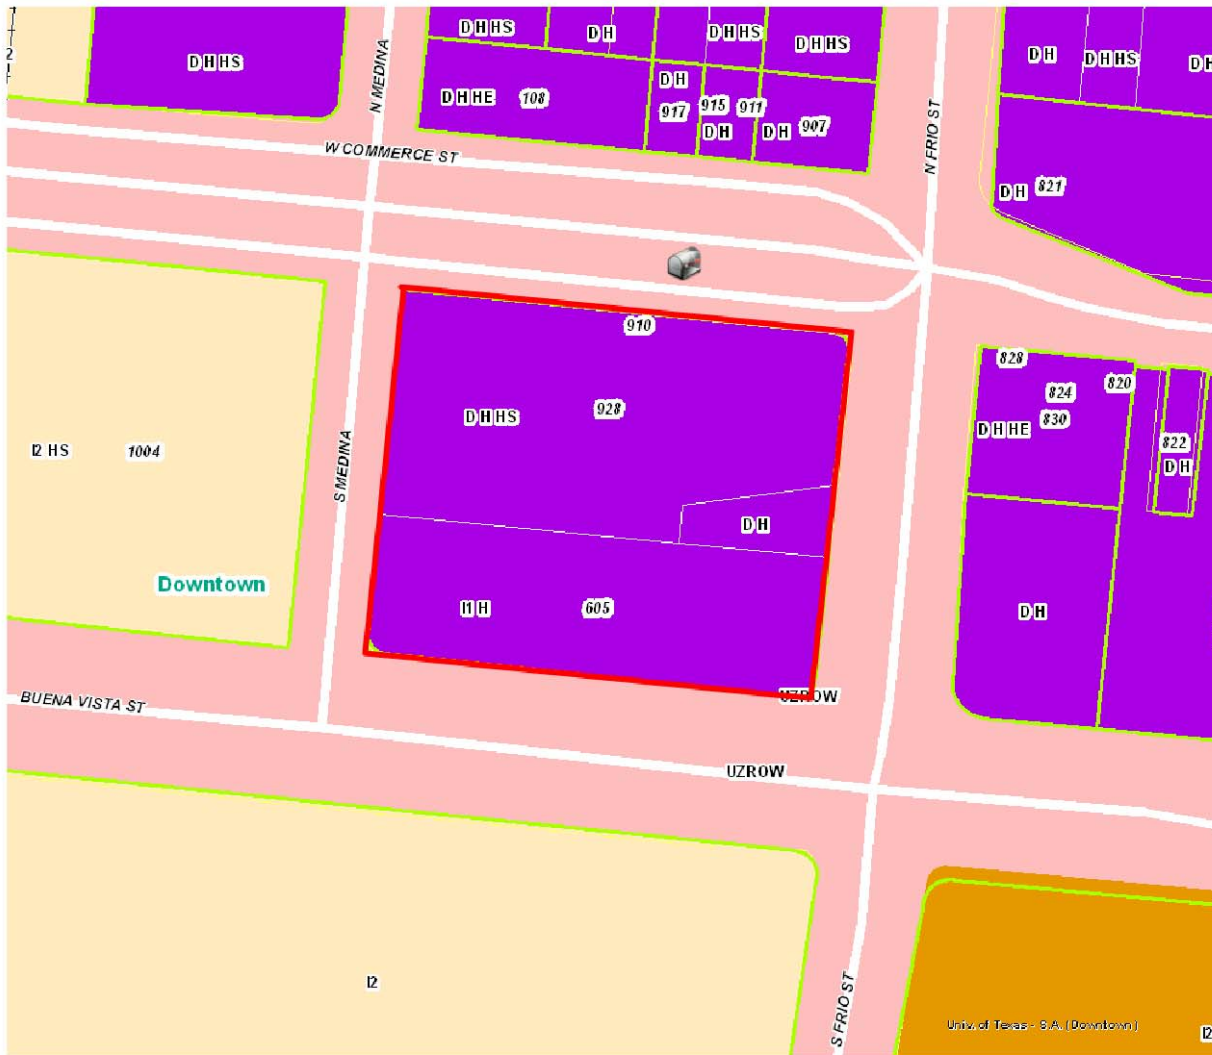 D H HS
D H
D H HS
D H HS
D H
D H HS
D H
2
D H HS
N MEDINA
D H HE 108
D H
917
915
D H
911
D H 907
N FRIO ST
W COMMERCE ST
D H 821
910
928
D H HS
828
824
820
D H HE 830
822
D H
I2 HS 1004
S MEDINA
D H
Downtown
I1 H 605
D H
UZROW
BUENA VISTA ST
UZROW
I2
S FRIO ST
Univ. of Texas - S.A. (Downtown)
I2